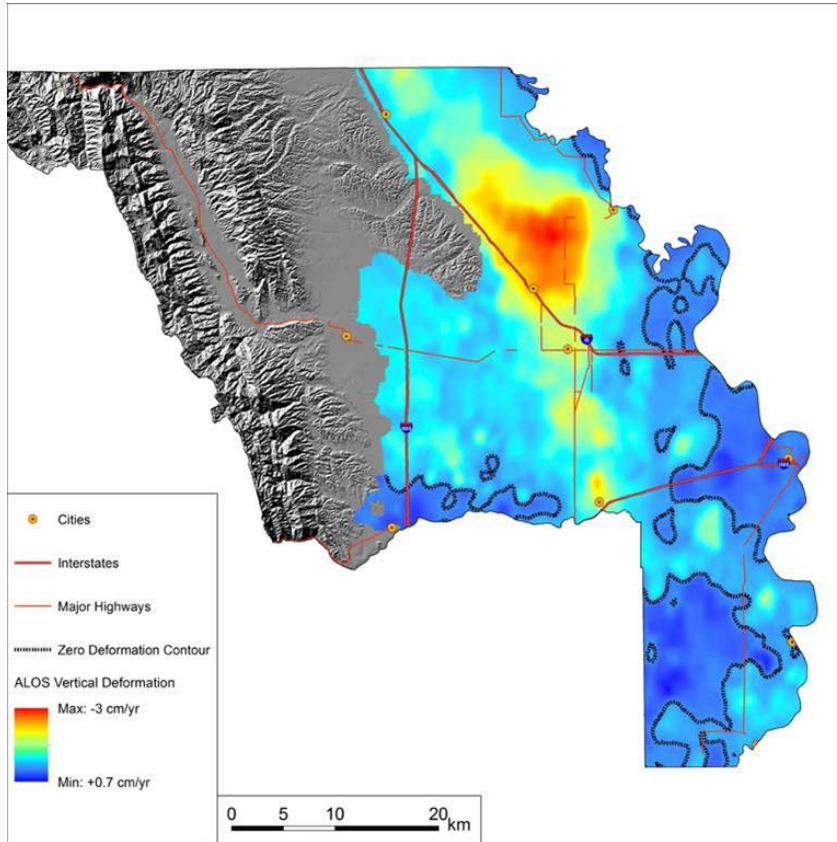 Cities
Interstates
Major Highways
Zero Deformation Contour
ALOS Vertical Deformation
Max: -3 cm/yr
Min: +0.7 cm/yr
0 5 10 20
km